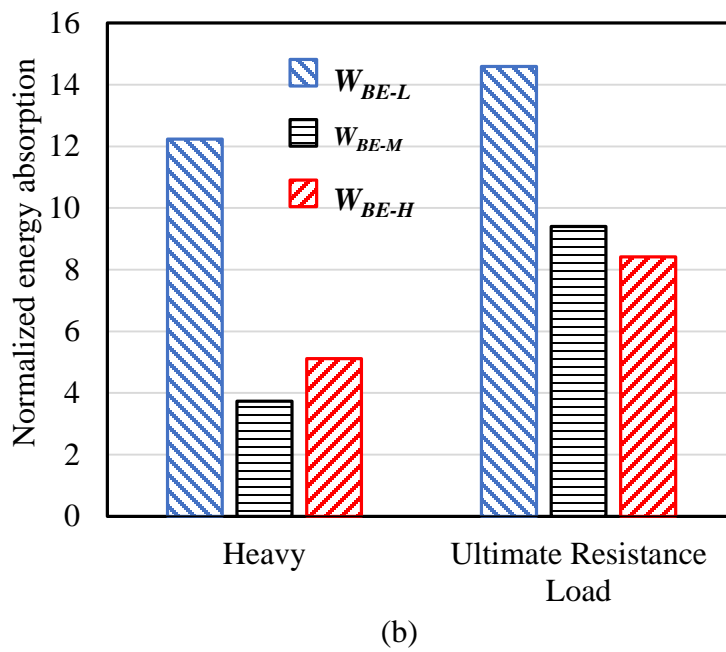 16
14
12
10
8
6
4
2
0
Normalized energy absorption
W_BE-L
W_BE-M
W_BE-H
Heavy
Ultimate Resistance
Load
(b)